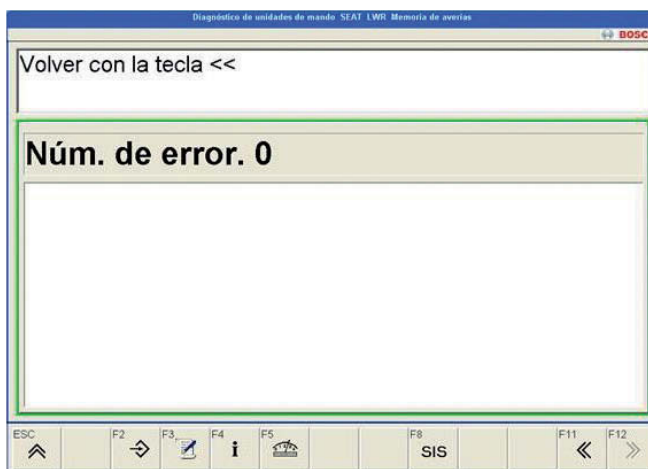 Diagnóstico de unidades de mando SEAT LWR Memoria de averías
BOSC
Volver con la tecla <<
Núm. de error. 0
ESC F2 F3 F4 F5 F8 F11 F12
i SIS